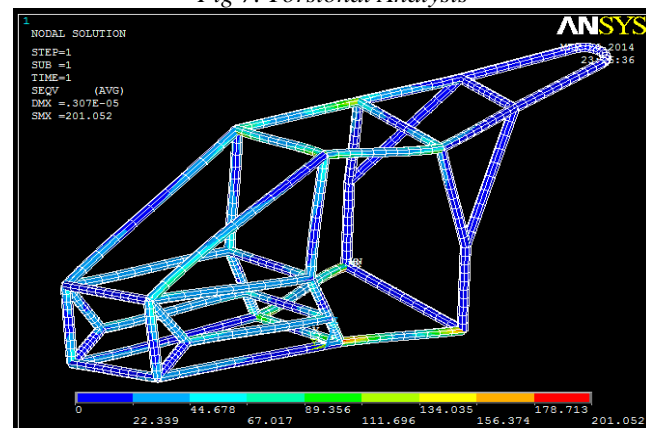 Fig 7: Torsional Analysis
1
NODAL SOLUTION
STEP=1
SUB =1
TIME=1
SEQV (AVG)
DMX =.307E-05
SMX =201.052
ANSYS
2014
:36
0 44.678 89.356 134.035 178.713
22.339 67.017 111.696 156.374 201.052